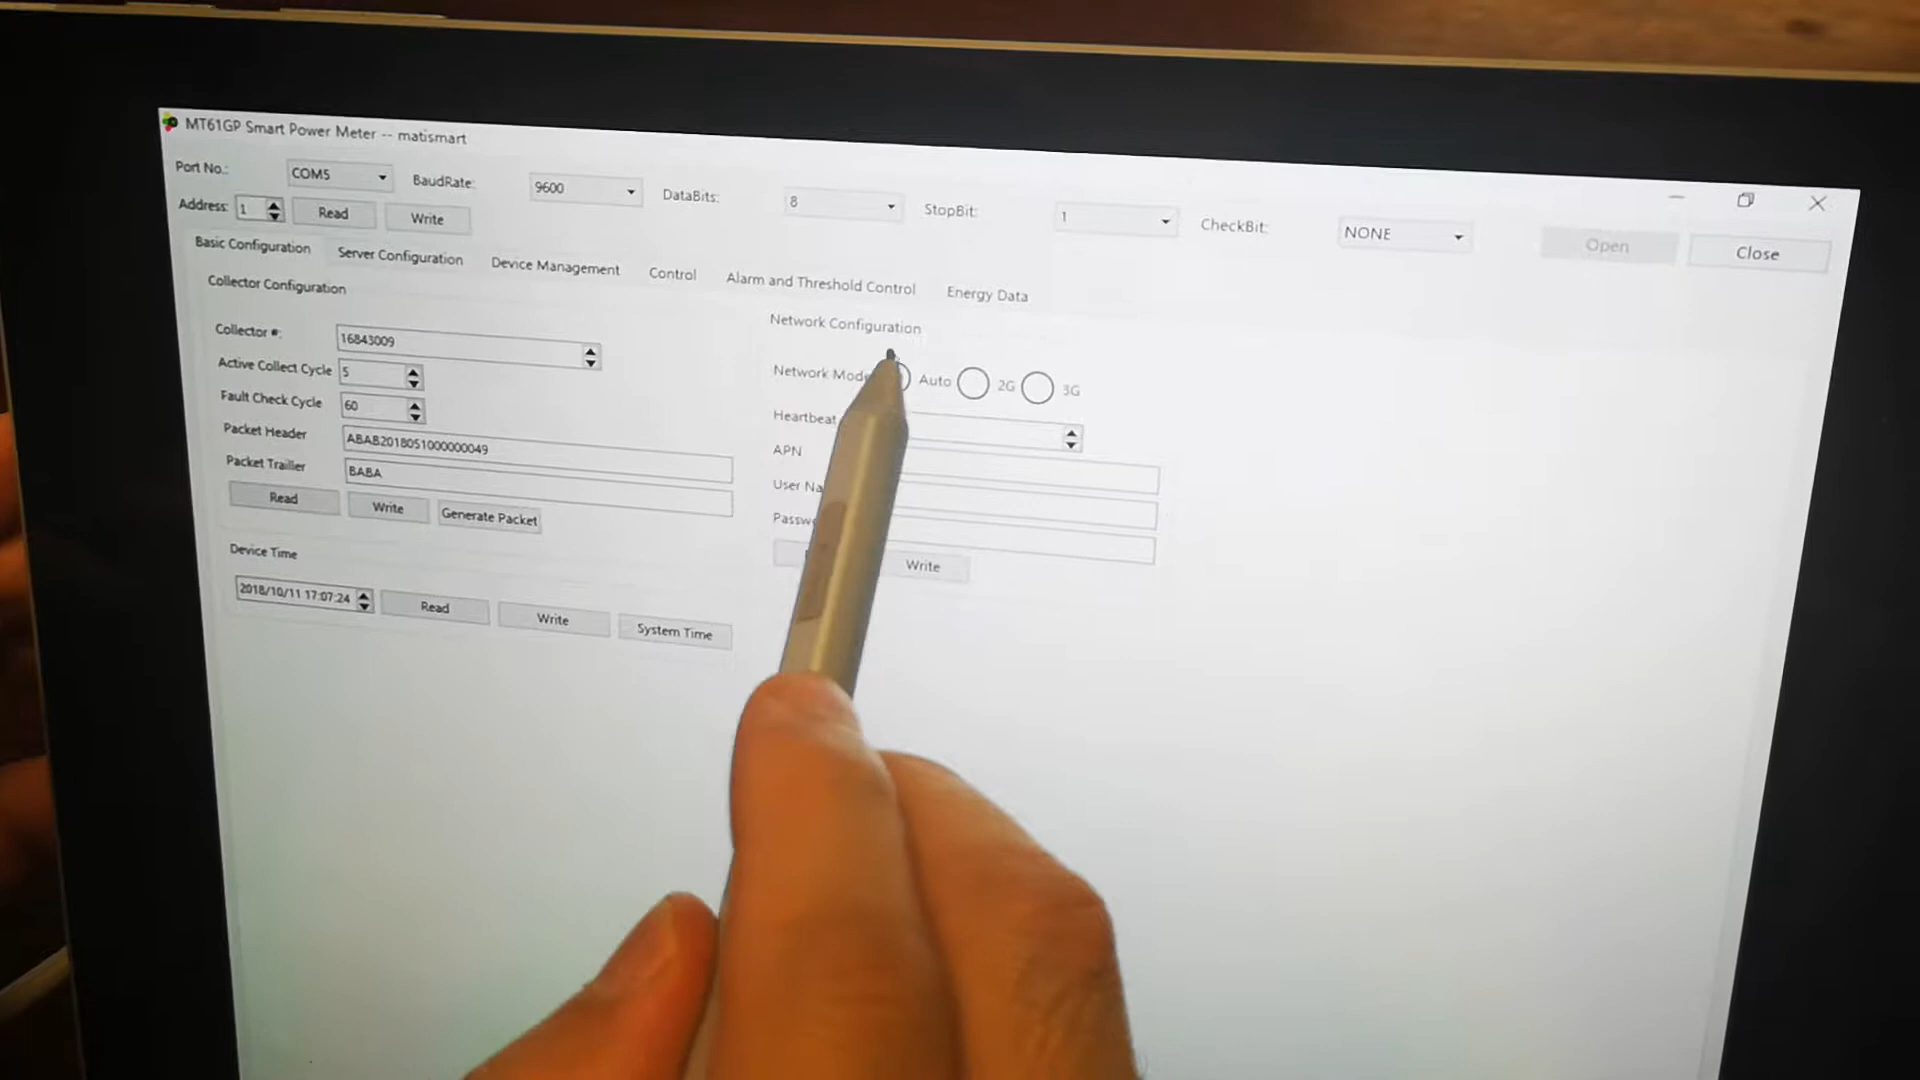 MT61GP Smart Power Meter -- matismart
Port No.: COM5 BaudRate: 9600 DataBits: 8 StopBit: 1 CheckBit: NONE Open Close
Address: 1 Read Write
Basic Configuration Server Configuration Device Management Control Alarm and Threshold Control Energy Data
Collector Configuration
Collector #: 16843009
Active Collect Cycle 5
Fault Check Cycle 60
Packet Header ABAB2018051000000049
Packet Trailler BABA
Read Write Generate Packet
Device Time
2018/10/11 17:07:24 Read Write System Time
Network Configuration
Network Mode Auto 2G 3G
Heartbeat
APN
User
Write